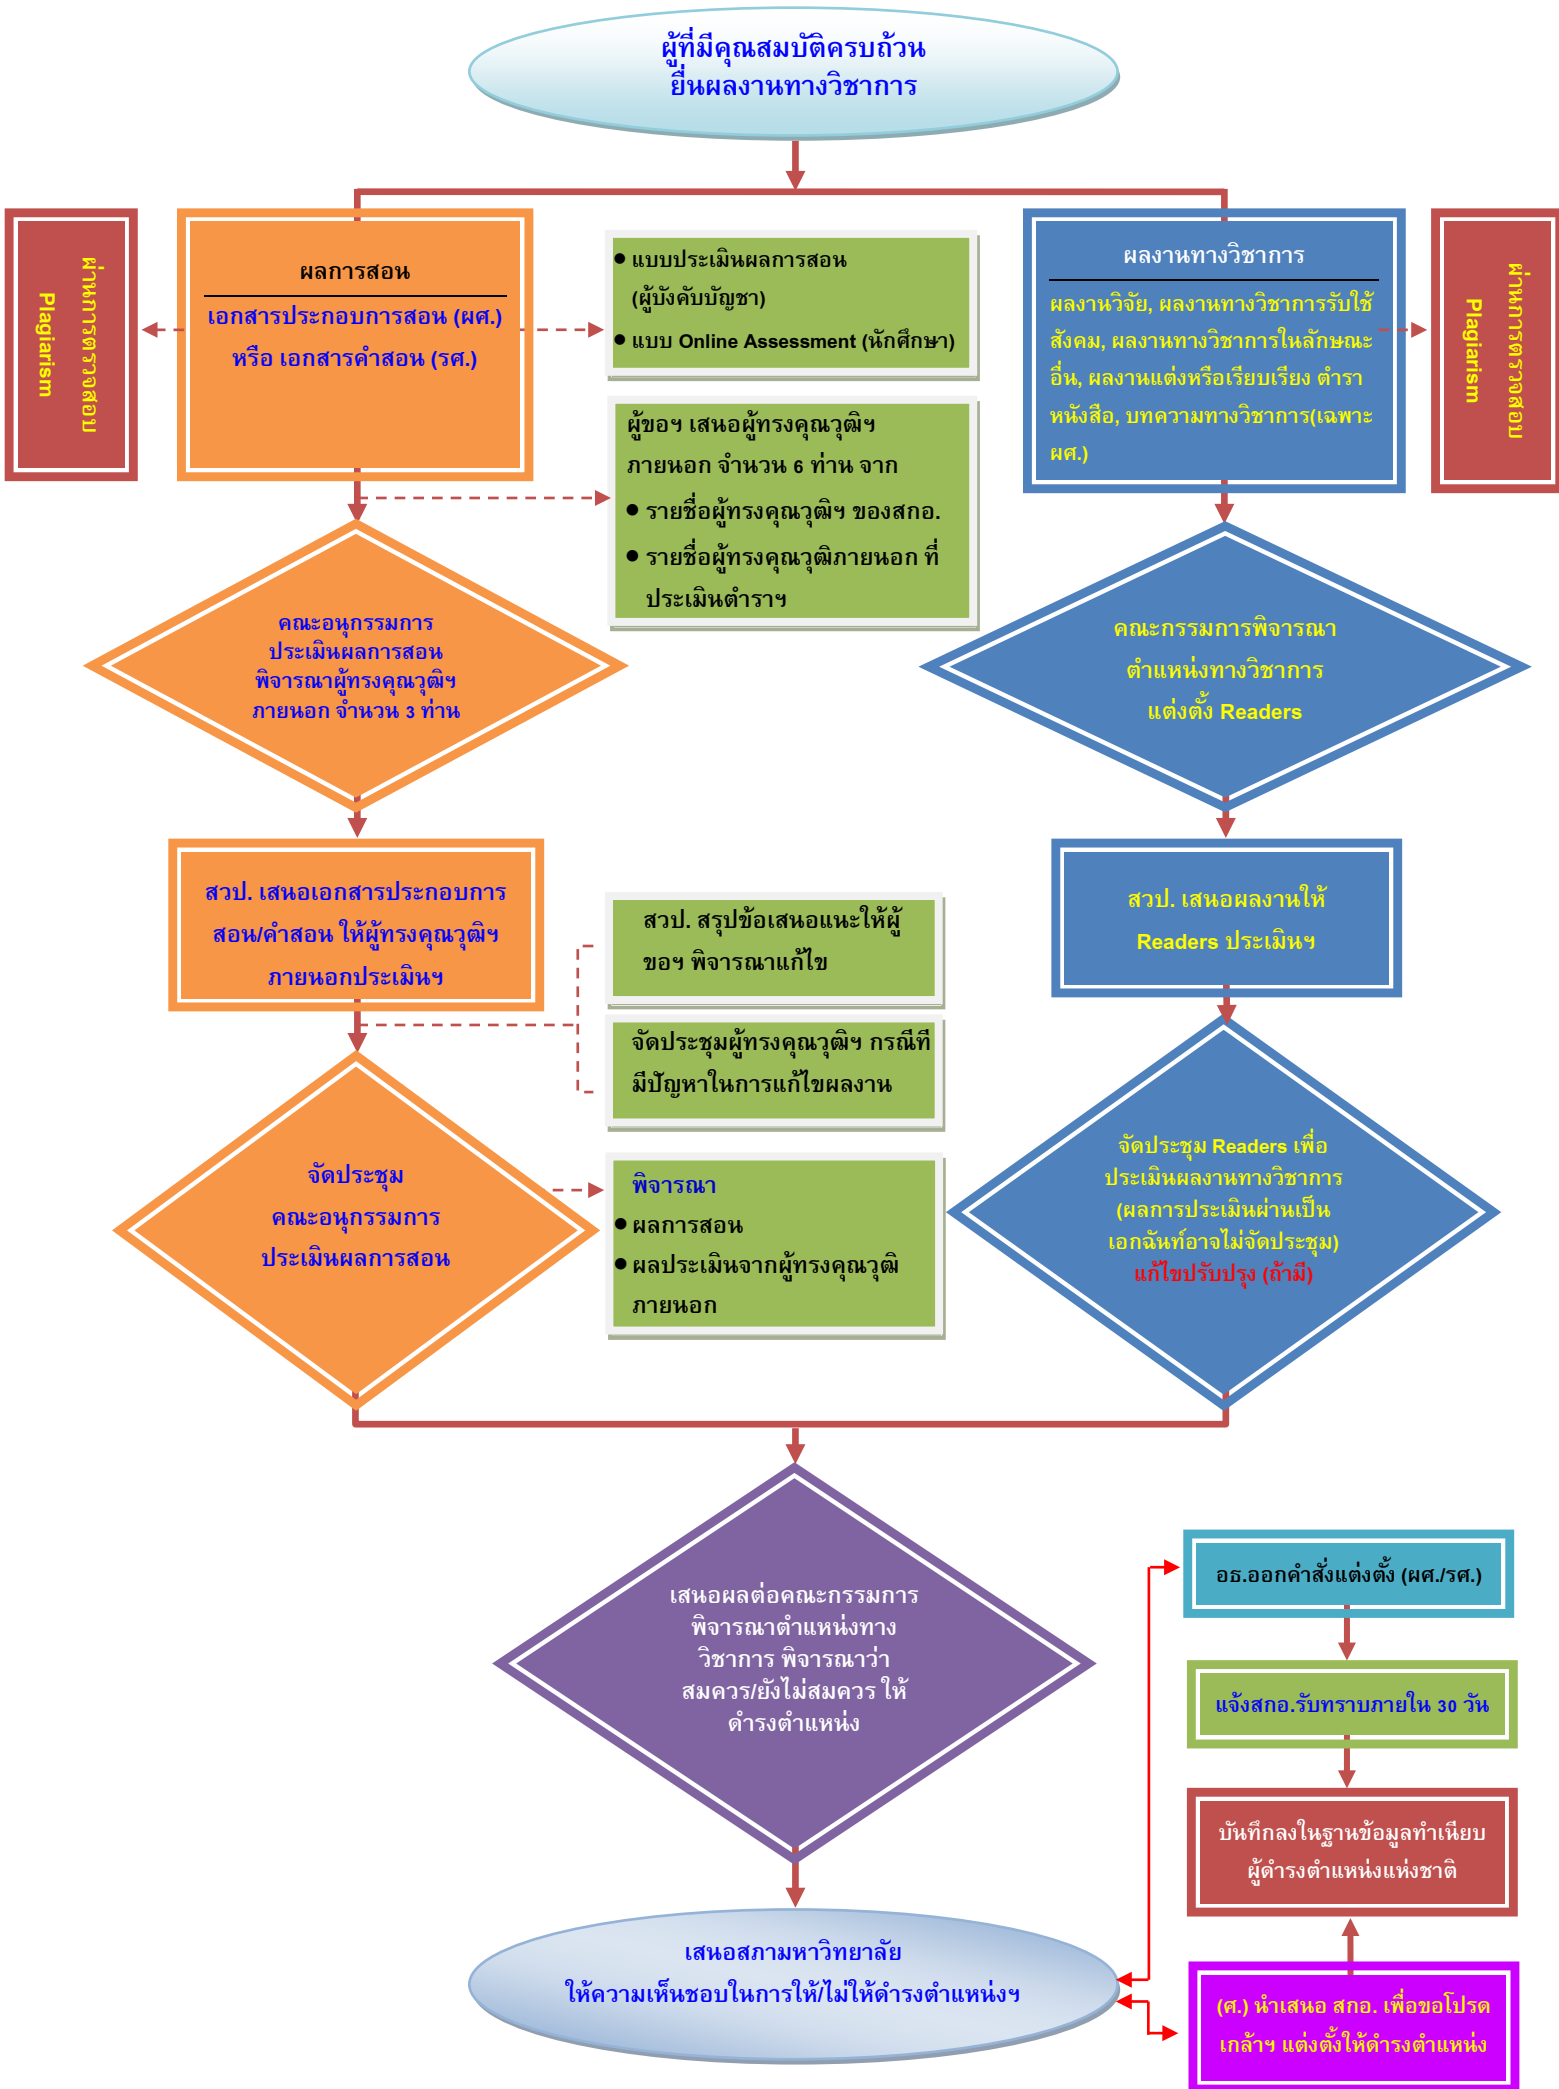 ผู้ที่มีคุณสมบัติครบถ้วน
ยื่นผลงานทางวิชาการ
ผ่านการตรวจสอบ
Plagiarism
ผลการสอน
เอกสารประกอบการสอน (ผศ.)
หรือ เอกสารคำสอน (รศ.)
● แบบประเมินผลการสอน
(ผู้บังคับบัญชา)
● แบบ Online Assessment (นักศึกษา)
ผลงานทางวิชาการ
ผลงานวิจัย, ผลงานทางวิชาการรับใช้
สังคม, ผลงานทางวิชาการในลักษณะ
อื่น, ผลงานแต่งหรือเรียบเรียง ตำรา
หนังสือ, บทความทางวิชาการ(เฉพาะ
ผศ.)
ผ่านการตรวจสอบ
Plagiarism
ผู้ขอฯ เสนอผู้ทรงคุณวุฒิฯ
ภายนอก จำนวน 6 ท่าน จาก
● รายชื่อผู้ทรงคุณวุฒิฯ ของสกอ.
● รายชื่อผู้ทรงคุณวุฒิภายนอก ที่
ประเมินตำราฯ
คณะอนุกรรมการ
ประเมินผลการสอน
พิจารณาผู้ทรงคุณวุฒิฯ
ภายนอก จำนวน 3 ท่าน
คณะกรรมการพิจารณา
ตำแหน่งทางวิชาการ
แต่งตั้ง Readers
สวป. เสนอเอกสารประกอบการ
สอน/คำสอน ให้ผู้ทรงคุณวุฒิฯ
ภายนอกประเมินฯ
สวป. สรุปข้อเสนอแนะให้ผู้
ขอฯ พิจารณาแก้ไข
สวป. เสนอผลงานให้
Readers ประเมินฯ
จัดประชุมผู้ทรงคุณวุฒิฯ กรณีที่
มีปัญหาในการแก้ไขผลงาน
จัดประชุม
คณะอนุกรรมการ
ประเมินผลการสอน
พิจารณา
● ผลการสอน
● ผลประเมินจากผู้ทรงคุณวุฒิ
ภายนอก
จัดประชุม Readers เพื่อ
ประเมินผลงานทางวิชาการ
(ผลการประเมินผ่านเป็น
เอกฉันท์อาจไม่จัดประชุม)
แก้ไขปรับปรุง (ถ้ามี)
เสนอผลต่อคณะกรรมการ
พิจารณาตำแหน่งทาง
วิชาการ พิจารณาว่า
สมควร/ยังไม่สมควร ให้
ดำรงตำแหน่ง
อธ.ออกคำสั่งแต่งตั้ง (ผศ./รศ.)
แจ้งสกอ.รับทราบภายใน 30 วัน
บันทึกลงในฐานข้อมูลทำเนียบ
ผู้ดำรงตำแหน่งแห่งชาติ
เสนอสภามหาวิทยาลัย
ให้ความเห็นชอบในการให้/ไม่ให้ดำรงตำแหน่งฯ
(ศ.) นำเสนอ สกอ. เพื่อขอโปรด
เกล้าฯ แต่งตั้งให้ดำรงตำแหน่ง